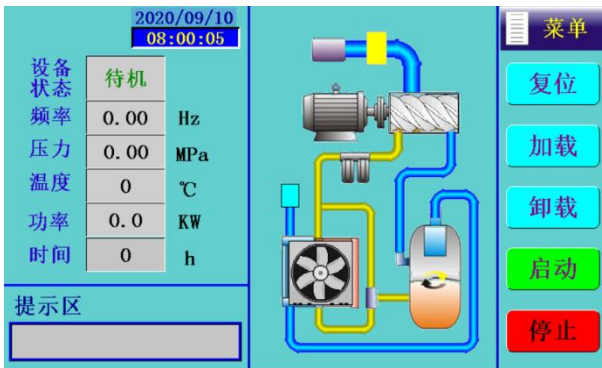 2020/09/10
08:00:05
菜单
设备
状态
待机
频率 0.00 Hz
压力 0.00 MPa
温度 0 ℃
功率 0.0 KW
时间 0 h
提示区
复位
加载
卸载
启动
停止